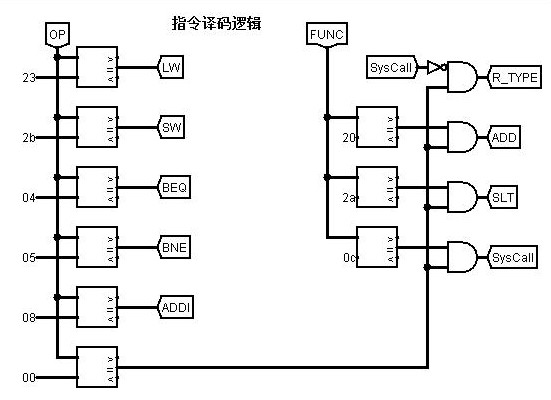 指令译码逻辑
OP
FUNC
23
LW
SysCall
R_TYPE
2b
SW
20
ADD
04
BEQ
2a
SLT
05
BNE
0c
SysCall
08
ADDI
00